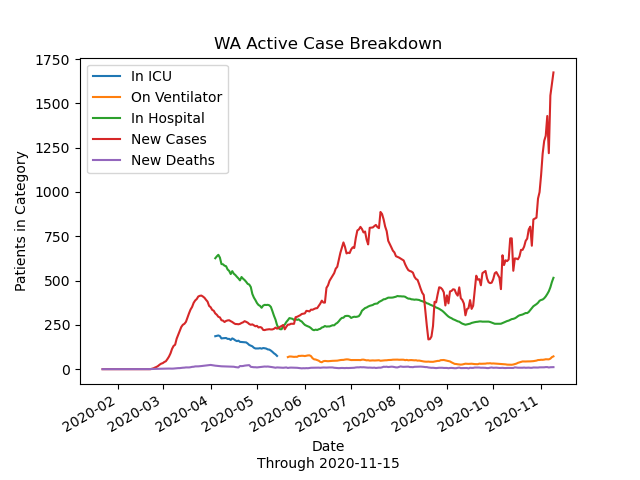 WA Active Case Breakdown
Patients in Category
1750
1500
1250
1000
750
500
250
0
In ICU
On Ventilator
In Hospital
New Cases
New Deaths
2020-02
2020-03
2020-04
2020-05
2020-06
2020-07
2020-08
2020-09
2020-10
2020-11
Date
Through 2020-11-15